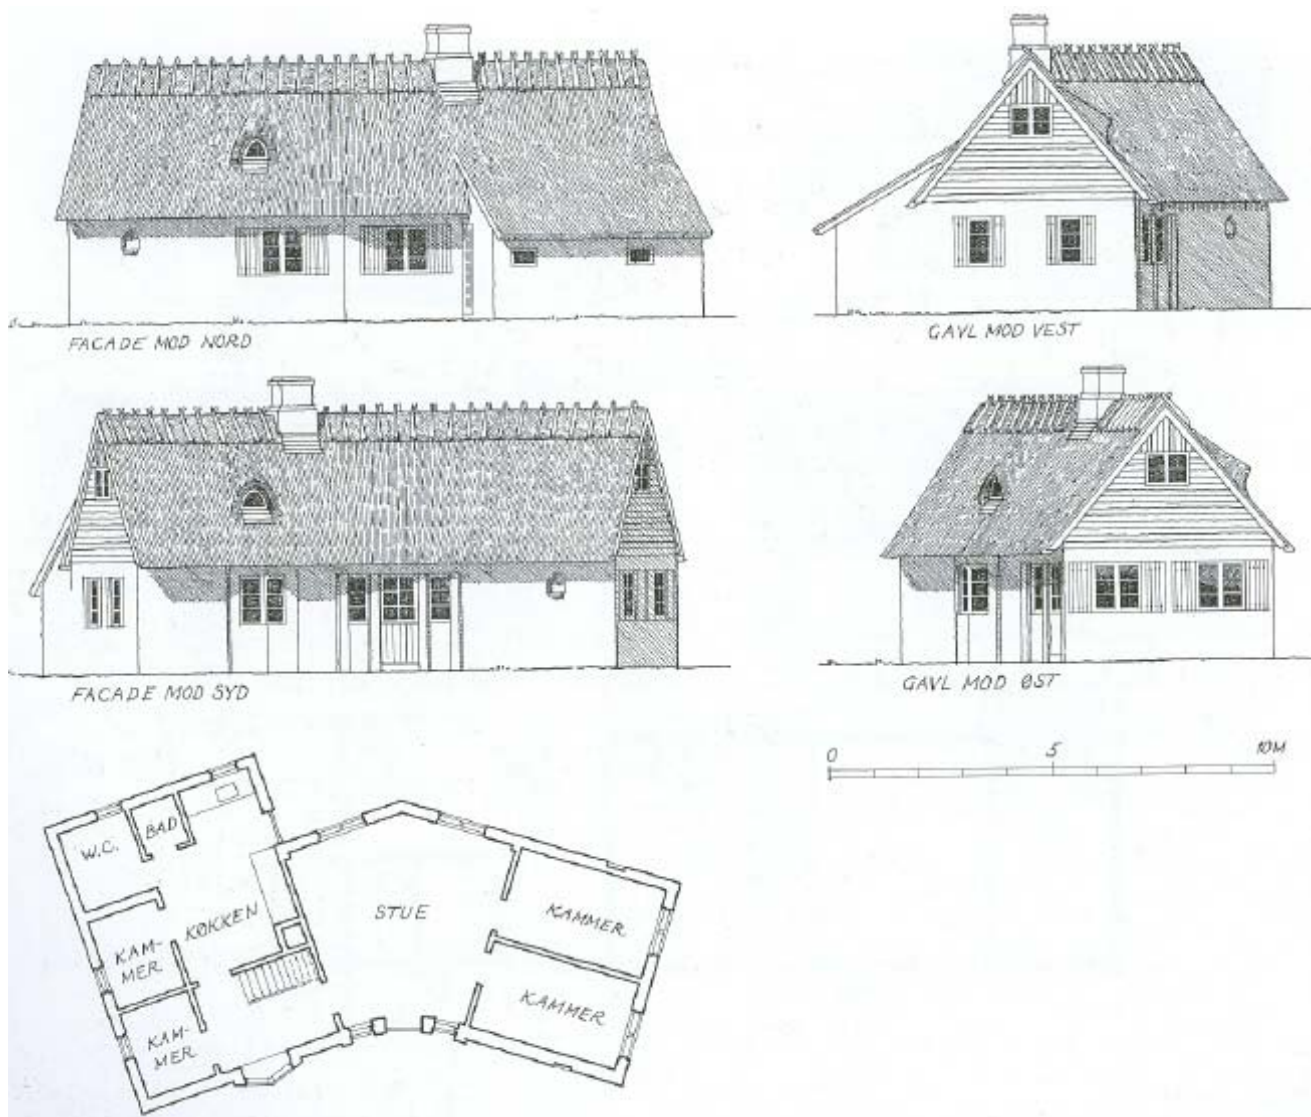 FACADE MOD NORD
GAVL MOD VEST
FACADE MOD SYD
GAVL MOD ØST
0 5 10M
W.C.
BAD
KØKKEN
STUE
KAMMER
KAM-
MER
KAMMER
KAM-
MER